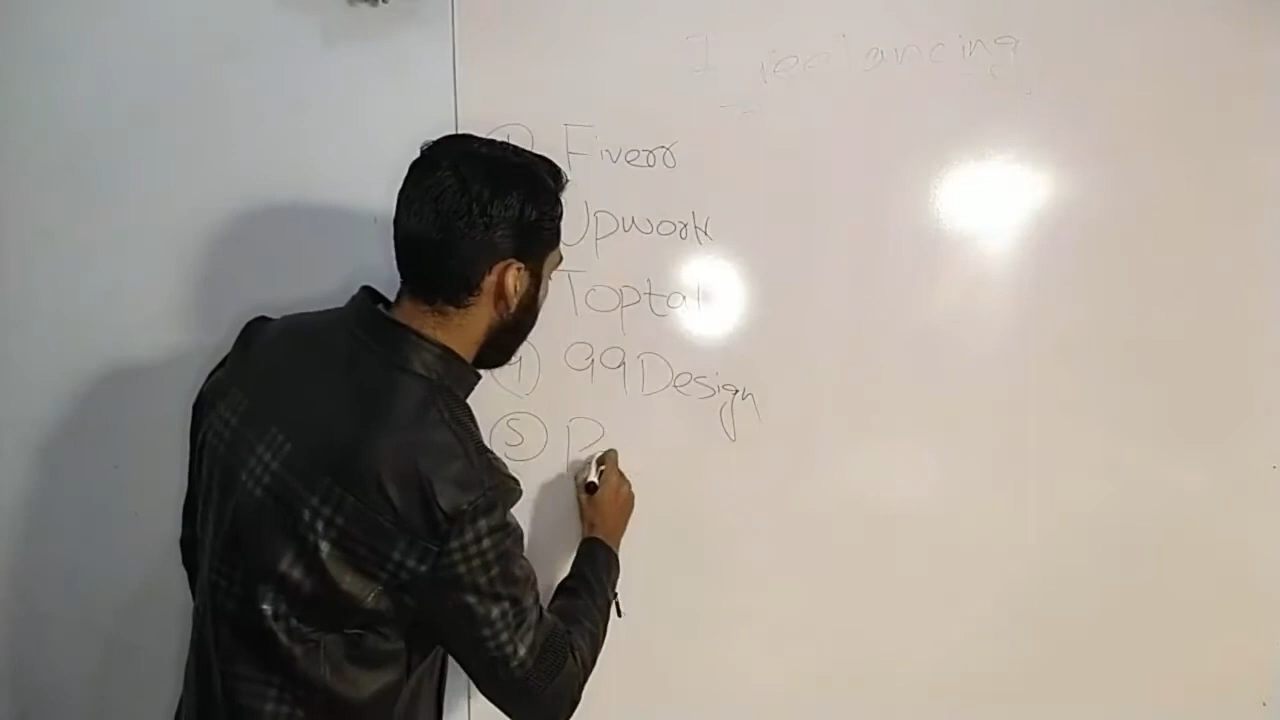 Freelancing
① Fiverr
Upwork
Toptal
④ 99Design
⑤ P